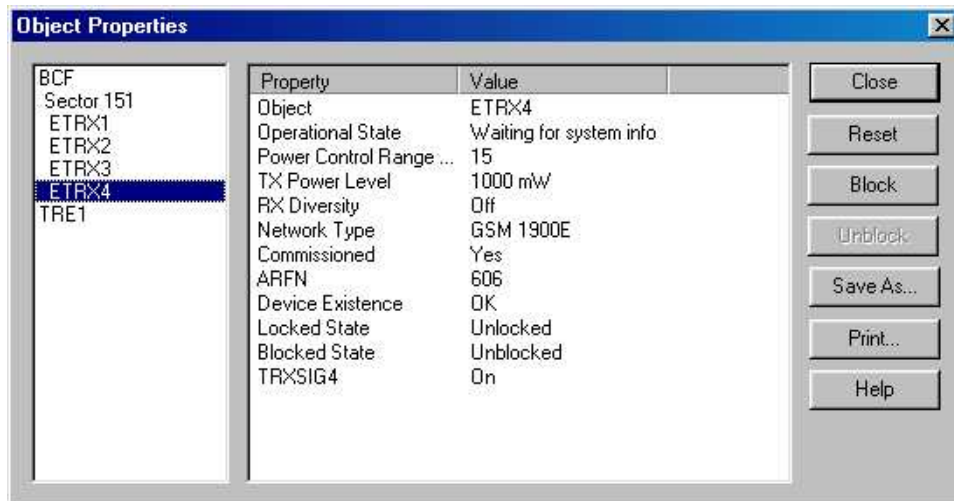 Object Properties
BCF
Sector 151
ETRX1
ETRX2
ETRX3
ETRX4
TRE1
Property Value
Object ETRX4
Operational State Waiting for system info
Power Control Range ... 15
TX Power Level 1000 mW
RX Diversity Off
Network Type GSM 1900E
Commissioned Yes
ARFN 606
Device Existence OK
Locked State Unlocked
Blocked State Unblocked
TRXSIG4 On
Close
Reset
Block
Unblock
Save As...
Print...
Help